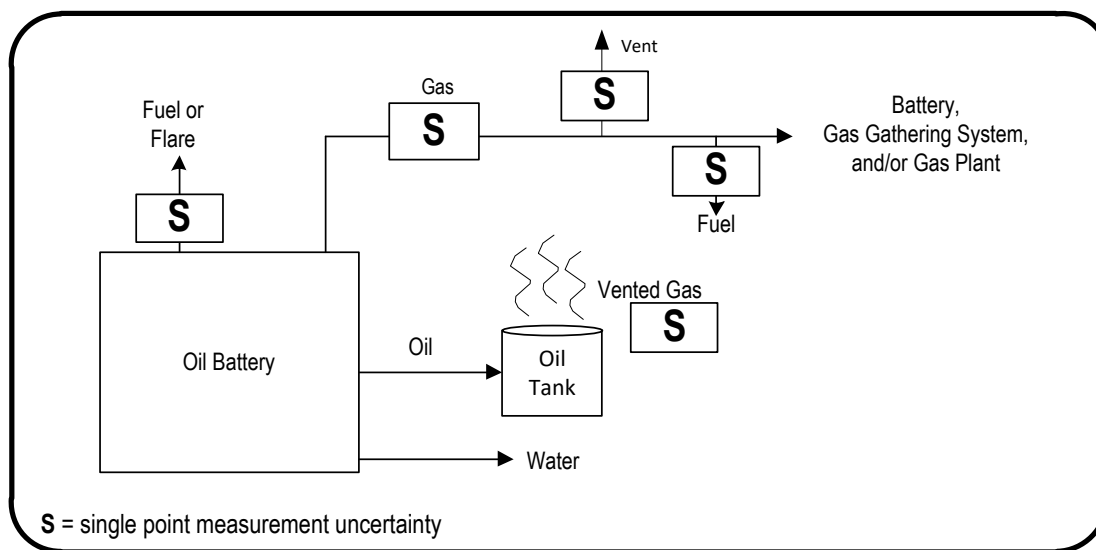 Vent
S
Gas
S
Fuel or
Flare
S
Battery,
Gas Gathering System,
and/or Gas Plant
S
Fuel
Vented Gas
S
Oil Battery
Oil
Oil
Tank
Water
S = single point measurement uncertainty